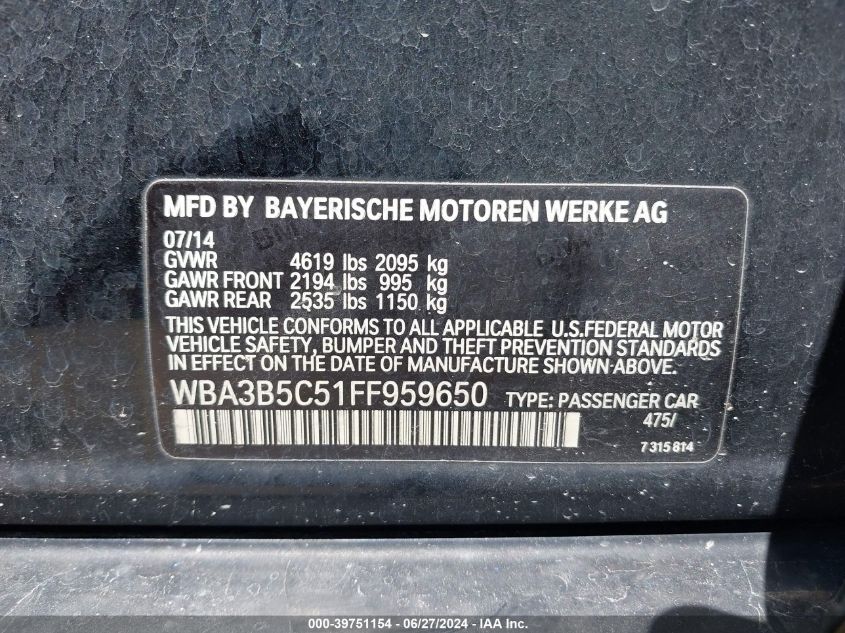 MFD BY BAYERISCHE MOTOREN WERKE AG
07/14
GVWR 4619 lbs 2095 kg
GAWR FRONT 2194 lbs 995 kg
GAWR REAR 2535 lbs 1150 kg
THIS VEHICLE CONFORMS TO ALL APPLICABLE U.S.FEDERAL MOTOR
VEHICLE SAFETY, BUMPER AND THEFT PREVENTION STANDARDS
IN EFFECT ON THE DATE OF MANUFACTURE SHOWN-ABOVE.
WBA3B5C51FF959650 TYPE: PASSENGER CAR
475/
7 315 814
000-39751154 - 06/27/2024 - IAA Inc.